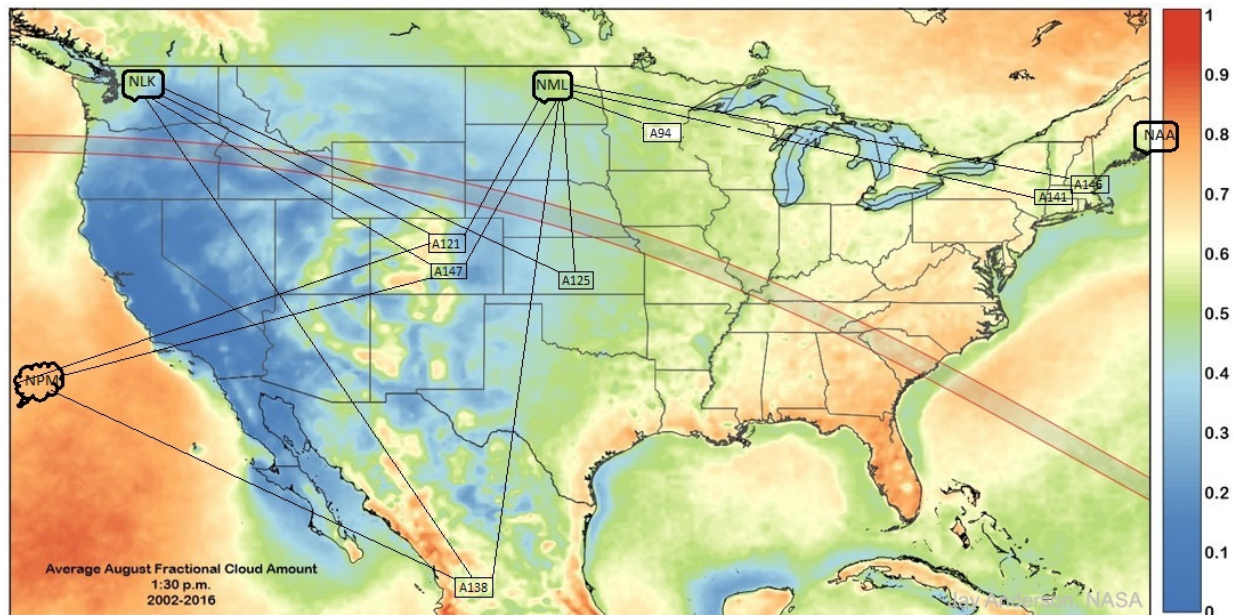 1
0.9
NLK
NML
0.8
A94
NAA
0.7
A146
A141
0.6
A121
A147
A125
0.5
0.4
NPM
0.3
0.2
Average August Fractional Cloud Amount
1:30 p.m.
2002-2016
A138
0.1
Jay Anderson, NASA
0